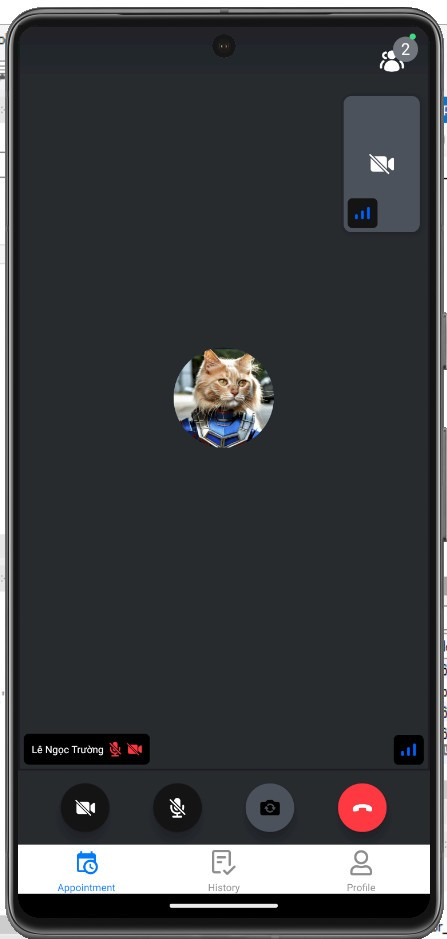 2
Lê Ngọc Trường
Appointment
History
Profile